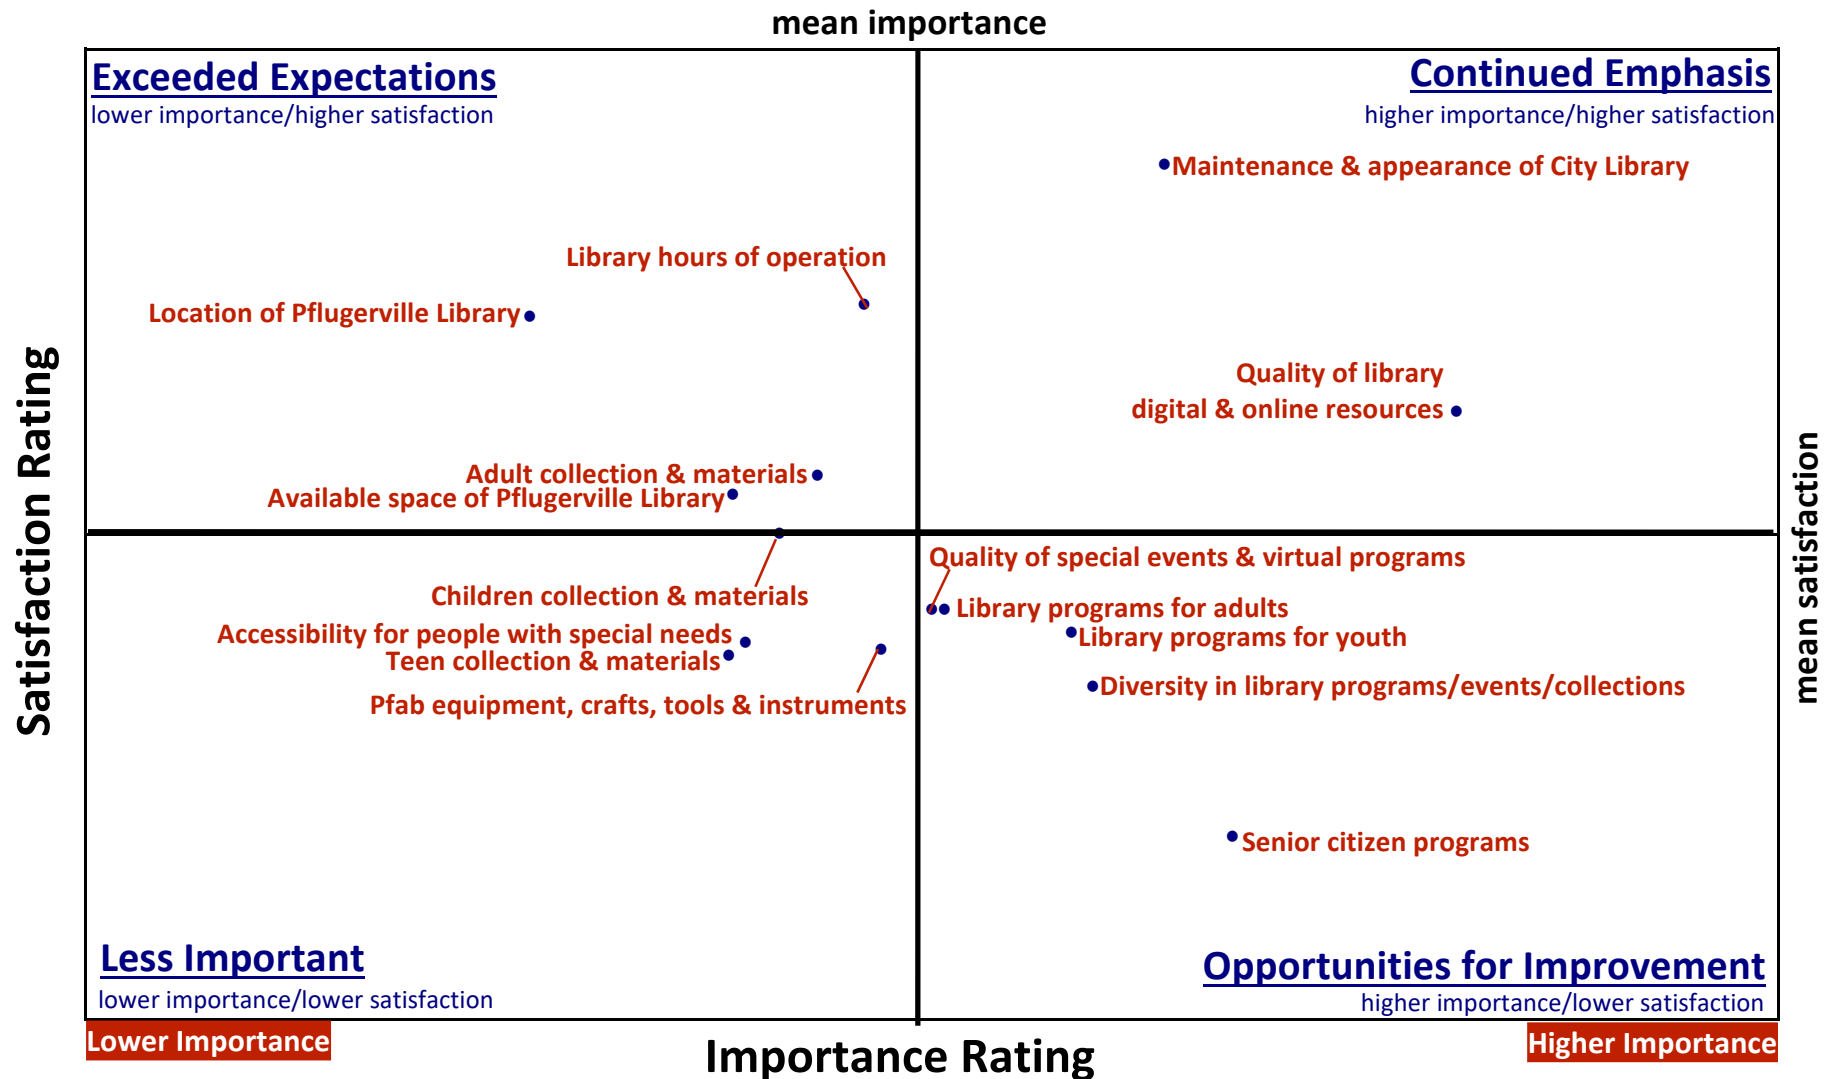 mean importance
Exceeded Expectations
lower importance/higher satisfaction
Continued Emphasis
higher importance/higher satisfaction
Maintenance & appearance of City Library
Library hours of operation
Location of Pflugerville Library
Quality of library
digital & online resources
Adult collection & materials
Available space of Pflugerville Library
Satisfaction Rating
mean satisfaction
Quality of special events & virtual programs
Children collection & materials
Library programs for adults
Accessibility for people with special needs
Library programs for youth
Teen collection & materials
Diversity in library programs/events/collections
Pfab equipment, crafts, tools & instruments
Senior citizen programs
Less Important
lower importance/lower satisfaction
Opportunities for Improvement
higher importance/lower satisfaction
Lower Importance
Importance Rating
Higher Importance